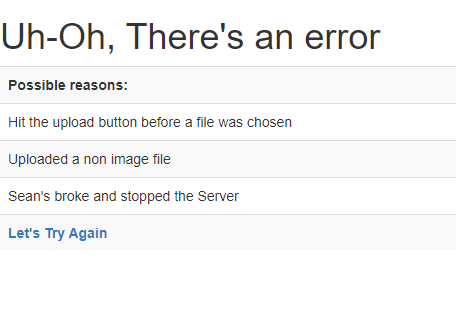 Uh-Oh, There's an error
Possible reasons:
Hit the upload button before a file was chosen
Uploaded a non image file
Sean's broke and stopped the Server
Let's Try Again